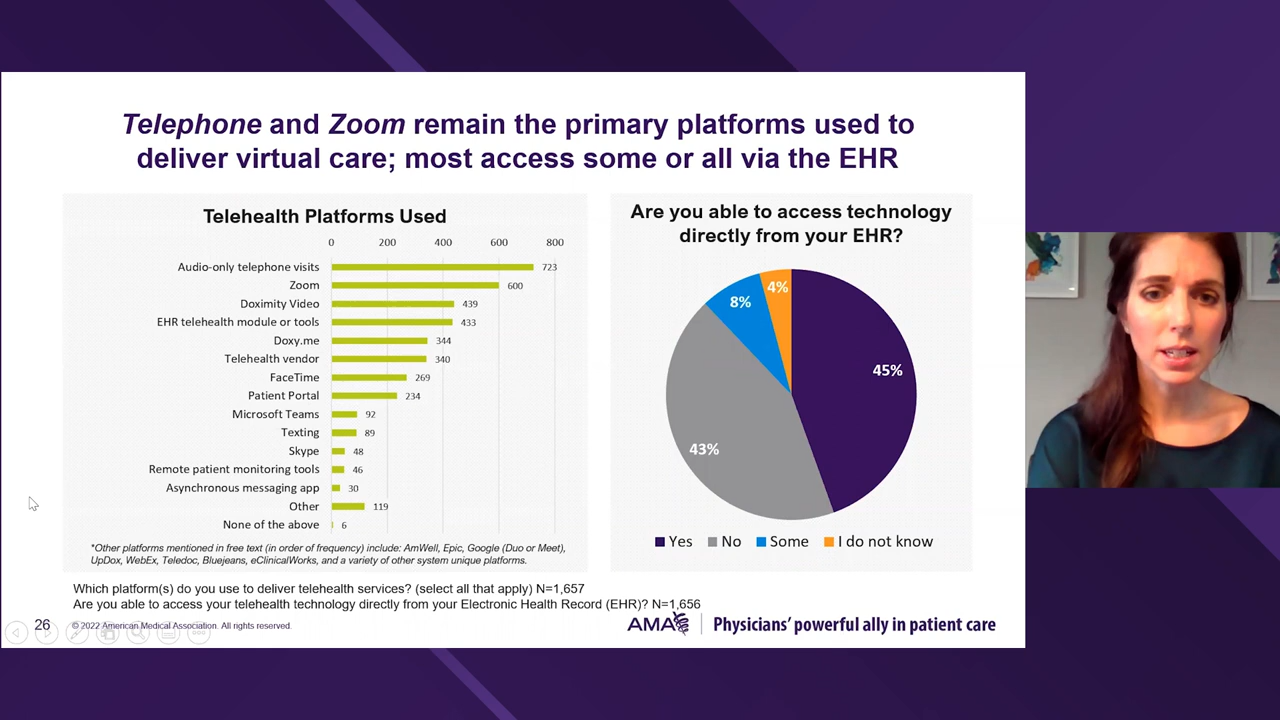 Telephone and Zoom remain the primary platforms used to
deliver virtual care; most access some or all via the EHR
Telehealth Platforms Used
0 200 400 600 800
Audio-only telephone visits 723
Zoom 600
Doximity Video 439
EHR telehealth module or tools 433
Doxy.me 344
Telehealth vendor 340
FaceTime 269
Patient Portal 234
Microsoft Teams 92
Texting 89
Skype 48
Remote patient monitoring tools 46
Asynchronous messaging app 30
Other 119
None of the above 6
*Other platforms mentioned in free text (in order of frequency) include: AmWell, Epic, Google (Duo or Meet),
UpDox, WebEx, Teledoc, Bluejeans, eClinicalWorks, and a variety of other system unique platforms.
Are you able to access technology
directly from your EHR?
4%
8%
45%
43%
Yes No Some I do not know
Which platform(s) do you use to deliver telehealth services? (select all that apply) N=1,657
Are you able to access your telehealth technology directly from your Electronic Health Record (EHR)? N=1,656
26 © 2022 American Medical Association. All rights reserved.
AMA Physicians' powerful ally in patient care